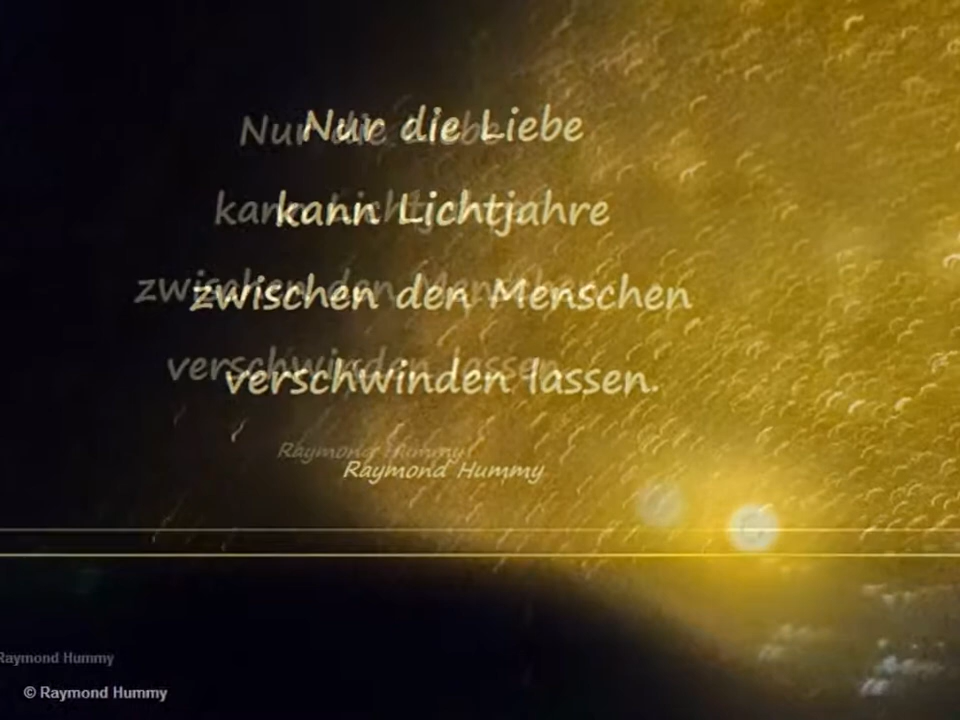 Nur die Liebe
kann Lichtjahre
zwischen den Menschen
verschwinden lassen.
Raymond Hummy
Raymond Hummy
© Raymond Hummy